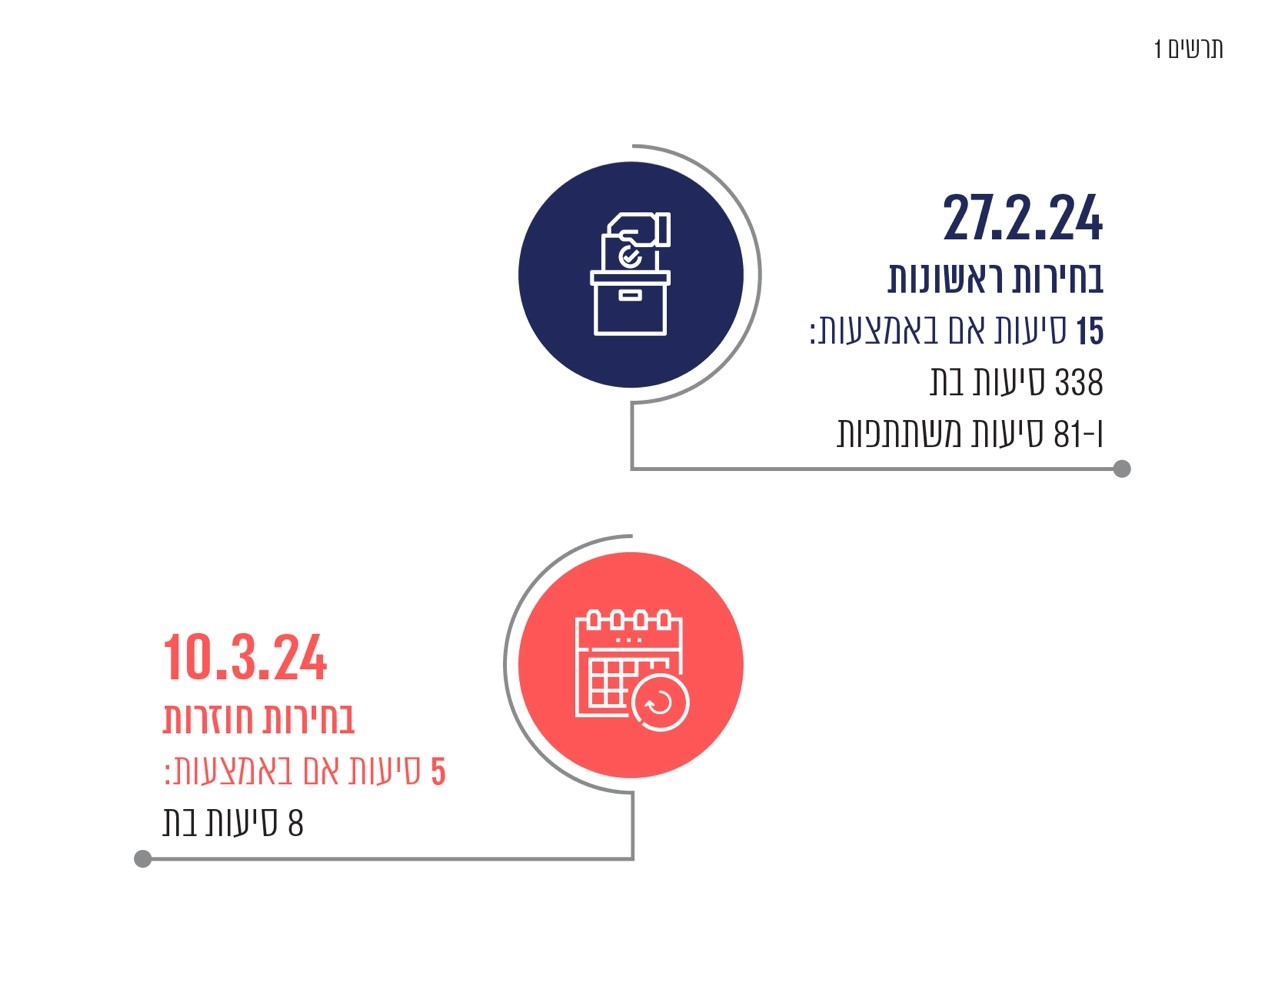 תרשים 1
27.2.24
בחירות ראשונות
15 סיעות אם באמצעות:
338 סיעות בת
ו-81 סיעות משתתפות
10.3.24
בחירות חוזרות
5 סיעות אם באמצעות:
8 סיעות בת